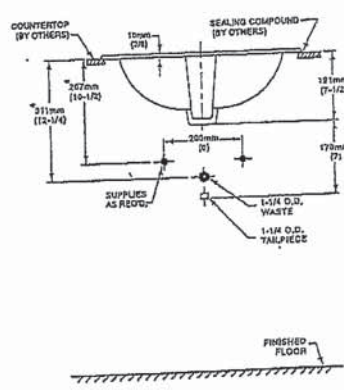 COUNTERTOP
(BY OTHERS)
SEALING COMPOUND
(BY OTHERS)
10mm
(3/8)
267mm
(10-1/2)
311mm
(12-1/4)
191mm
(7-1/2)
200mm
(8)
178mm
(7)
SUPPLIES
AS REQ'D.
1-1/4 O.D.
WASTE
1-1/4 O.D.
TAILPIECE
FINISHED
FLOOR